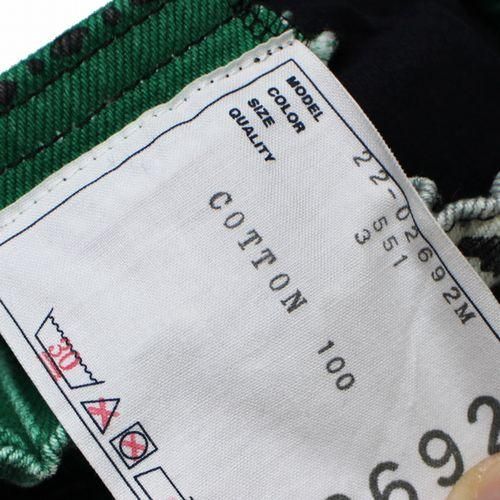 MODEL 22-02692M
COLOR 551
SIZE 3
QUALITY
COTTON 100
30
692